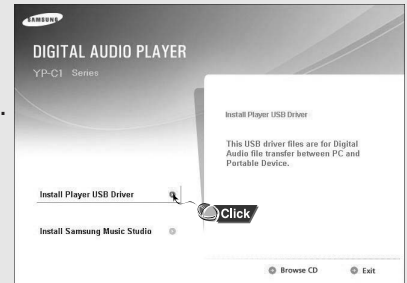 SAMSUNG
DIGITAL AUDIO PLAYER
YP-C1 Series
Install Player USB Driver
This USB driver files are for Digital
Audio file transfer between PC and
Portable Device.
Install Player USB Driver
Click
Install Samsung Music Studio
Browse CD
Exit